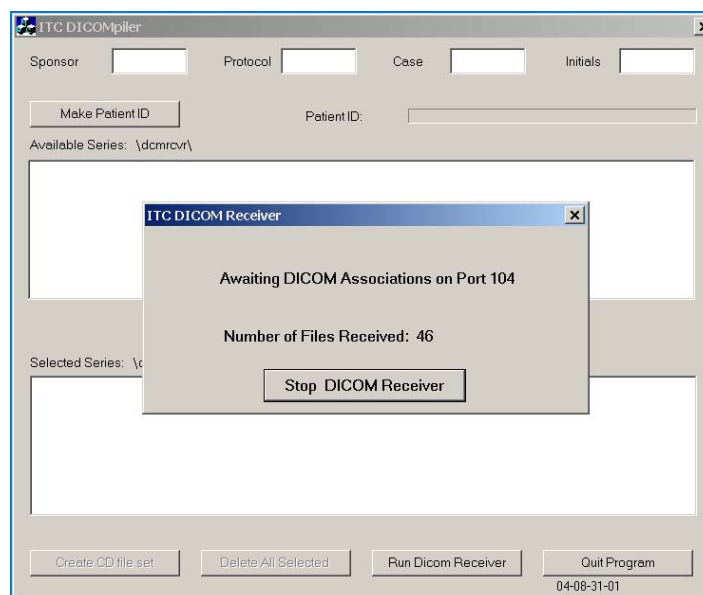 ITC DICOMpiler
Sponsor Protocol Case Initials
Make Patient ID Patient ID:
Available Series: \dcmrcvr\
ITC DICOM Receiver
Awaiting DICOM Associations on Port 104
Number of Files Received: 46
Selected Series: \d
Stop DICOM Receiver
Create CD file set Delete All Selected Run Dicom Receiver Quit Program
04-08-31-01